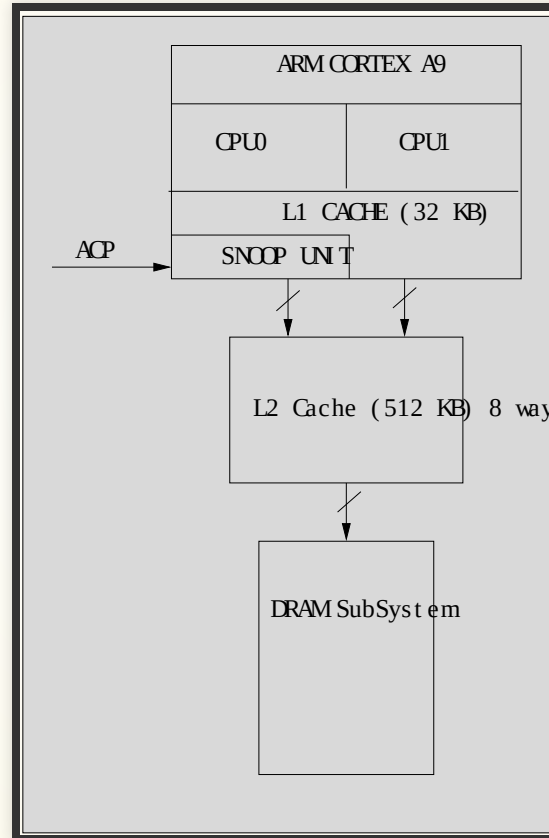 ARM CORTEX A9
CPU0 CPU1
L1 CACHE (32 KB)
ACP
SNOOP UNIT
L2 Cache (512 KB) 8 way
DRAM SubSystem